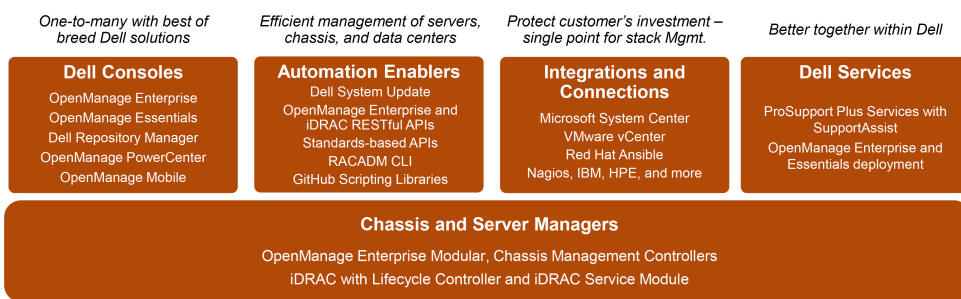 One-to-many with best of
breed Dell solutions
Efficient management of servers,
chassis, and data centers
Protect customer’s investment –
single point for stack Mgmt.
Better together within Dell
Dell Consoles
OpenManage Enterprise
OpenManage Essentials
Dell Repository Manager
OpenManage PowerCenter
OpenManage Mobile
Automation Enablers
Dell System Update
OpenManage Enterprise and
iDRAC RESTful APIs
Standards-based APIs
RACADM CLI
GitHub Scripting Libraries
Integrations and
Connections
Microsoft System Center
VMware vCenter
Red Hat Ansible
Nagios, IBM, HPE, and more
Dell Services
ProSupport Plus Services with
SupportAssist
OpenManage Enterprise and
Essentials deployment
Chassis and Server Managers
OpenManage Enterprise Modular, Chassis Management Controllers
iDRAC with Lifecycle Controller and iDRAC Service Module